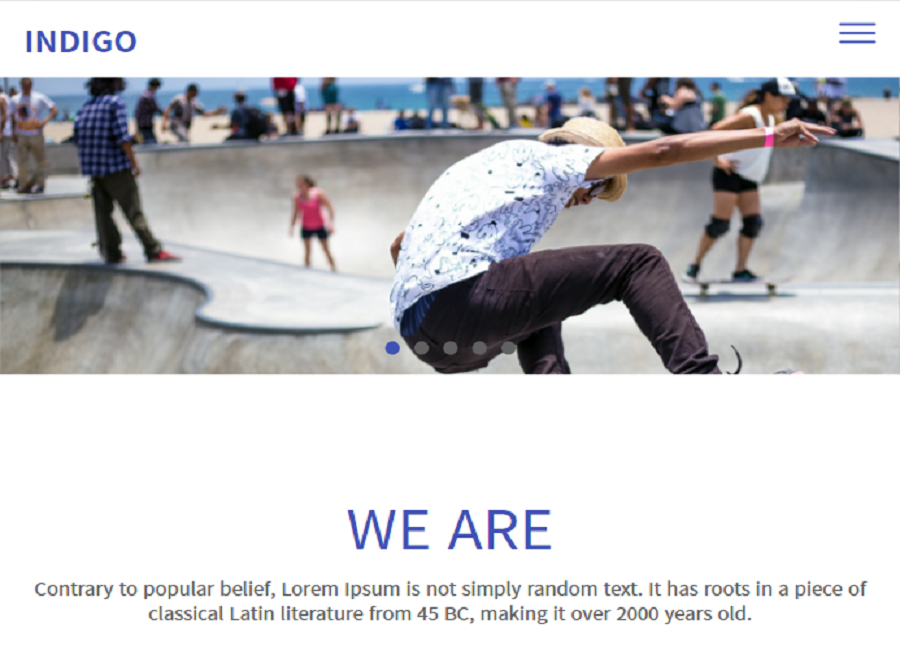 INDIGO
WE ARE
Contrary to popular belief, Lorem Ipsum is not simply random text. It has roots in a piece of
classical Latin literature from 45 BC, making it over 2000 years old.